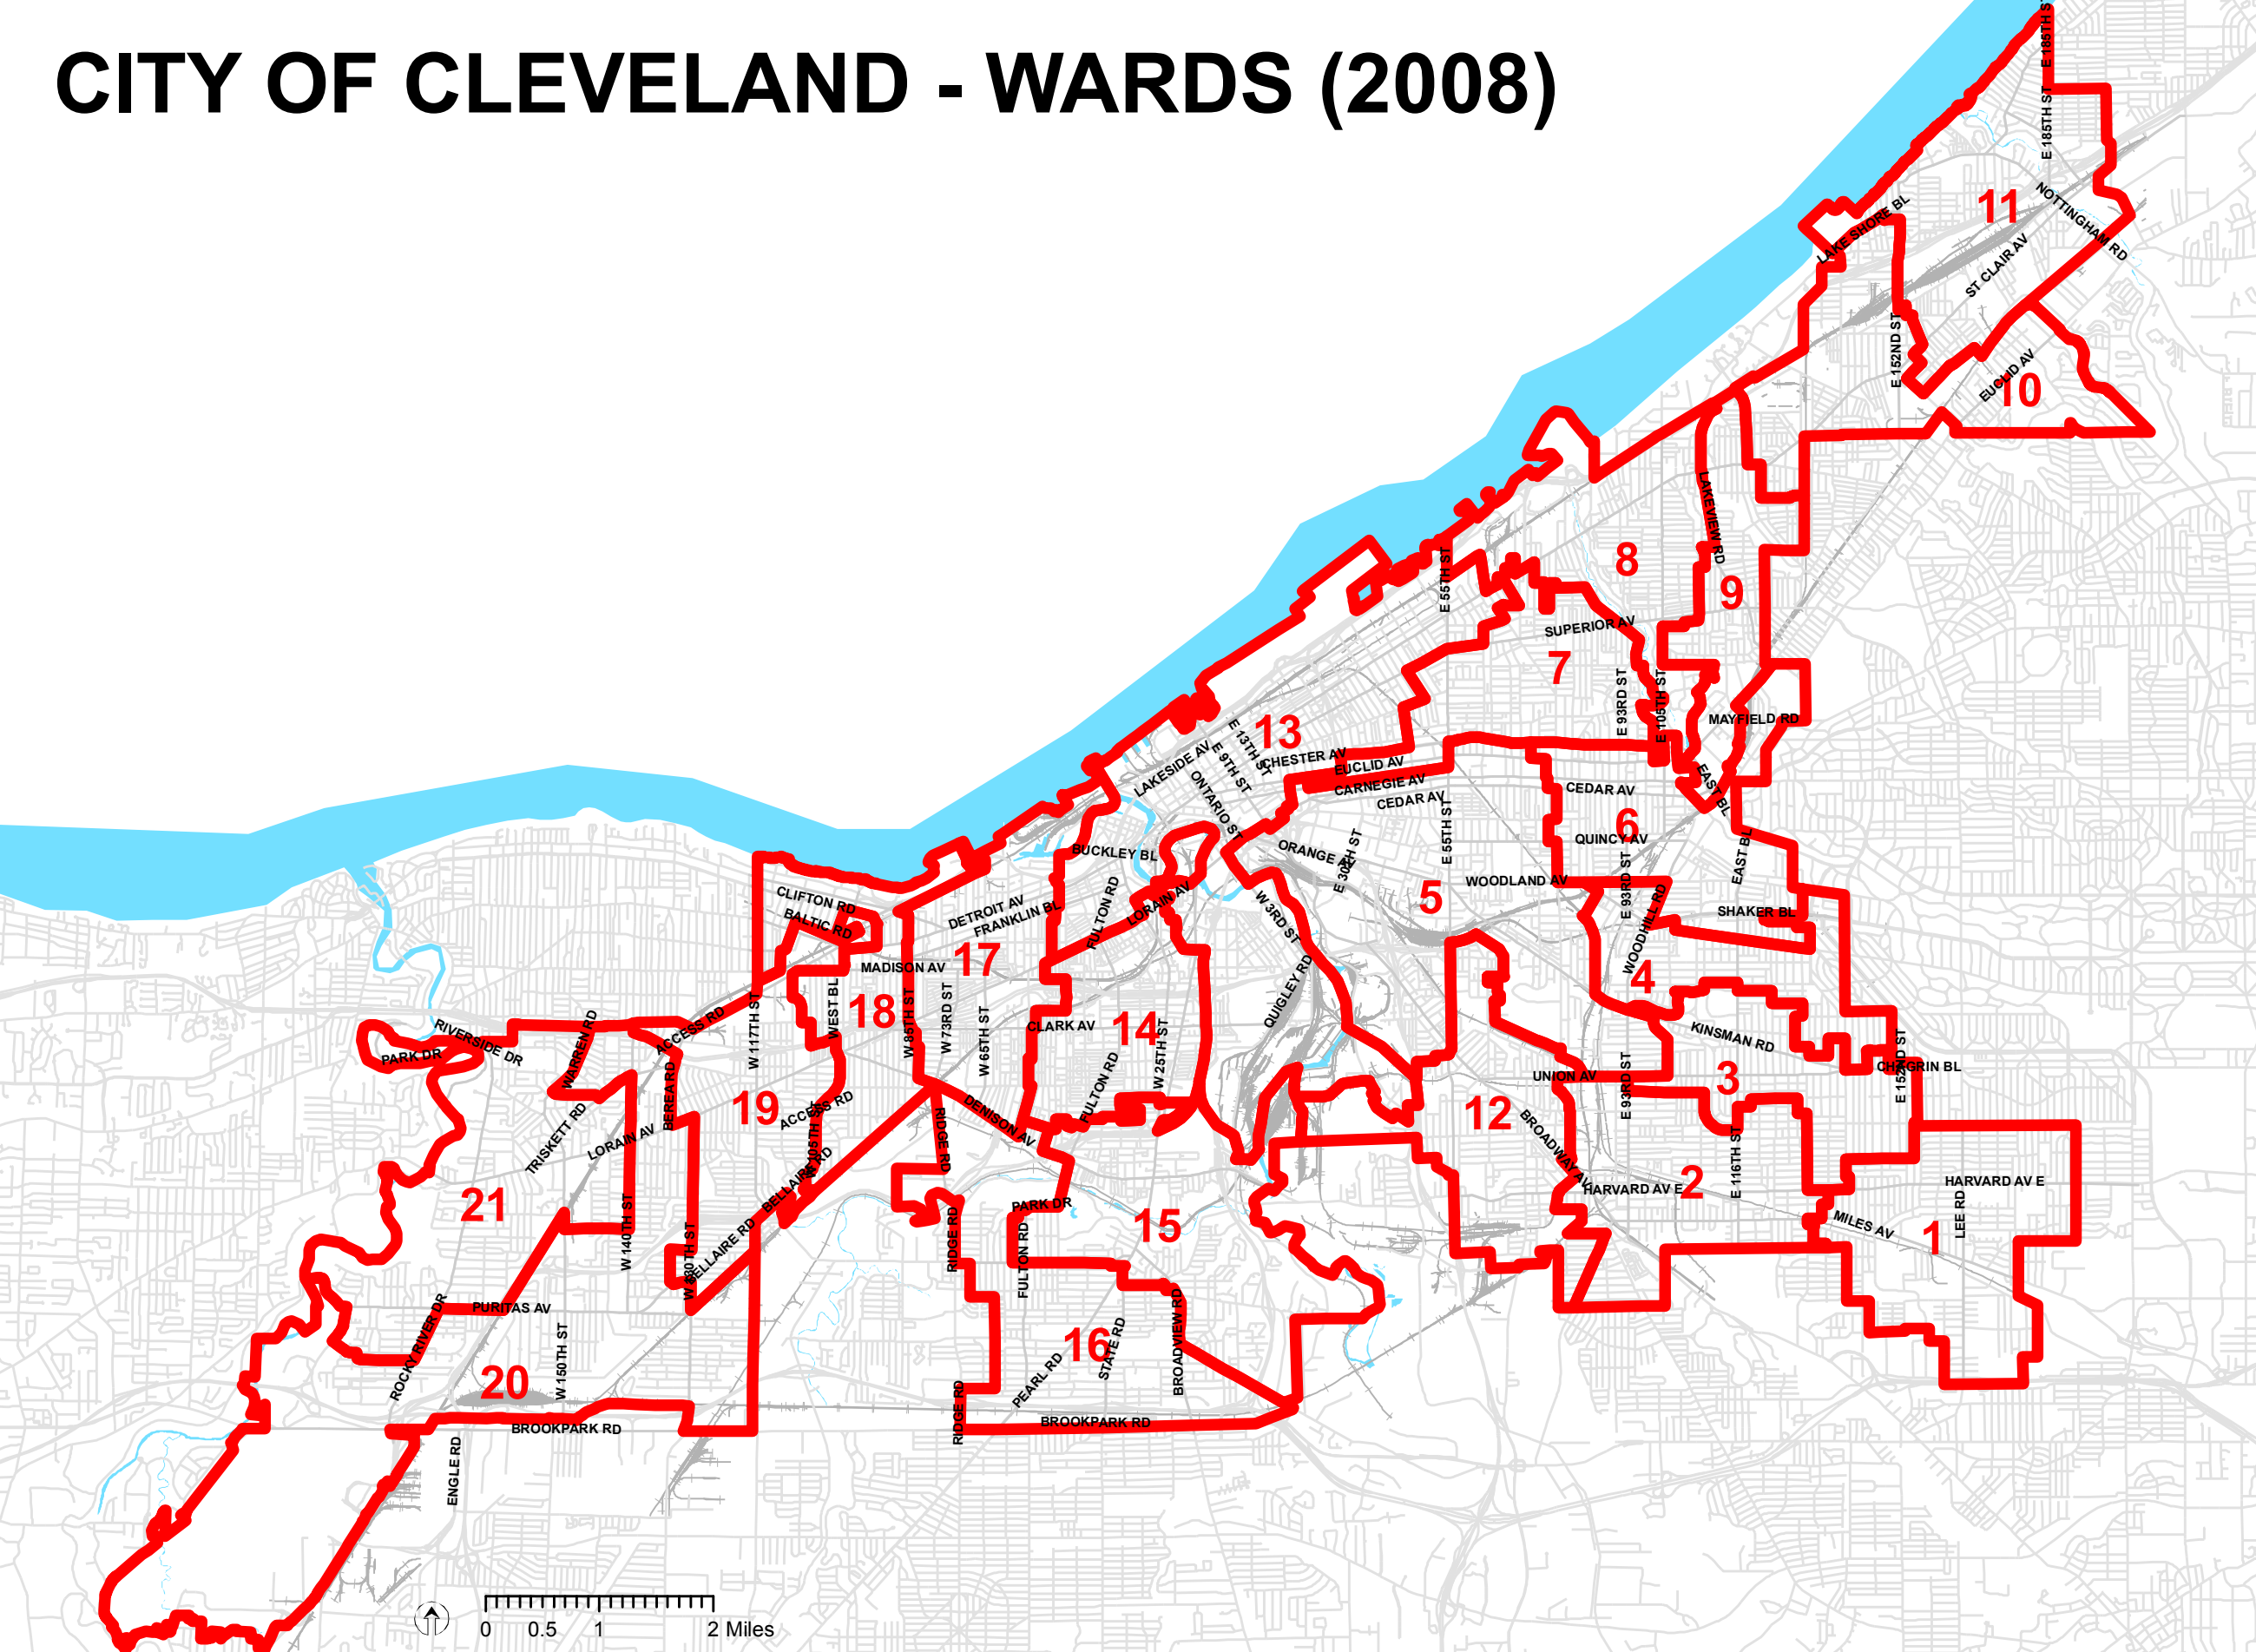 CITY OF CLEVELAND - WARDS (2008)
E 185TH ST
E 185TH ST
NOTTINGHAM RD
11
LAKE SHORE BL
ST CLAIR AV
E 152ND ST
EUCLID AV
10
LAKEVIEW RD
8
9
E 55TH ST
SUPERIOR AV
7
E 93RD ST
E 105TH ST
MAYFIELD RD
13
E 13TH ST
E 9TH ST
LAKESIDE AV
ONTARIO ST
CHESTER AV
EUCLID AV
CARNEGIE AV
CEDAR AV
CEDAR AV
EAST BL
6
QUINCY AV
E 55TH ST
E 30TH ST
ORANGE AV
BUCKLEY BL
EAST BL
WOODLAND AV
5
E 93RD ST
WOODHILL RD
SHAKER BL
CLIFTON RD
BALTIC RD
DETROIT AV
FRANKLIN BL
FULTON RD
LORAIN AV
W 3RD ST
17
MADISON AV
QUIGLEY RD
4
WEST BL
18
W 85TH ST
W 73RD ST
W 65TH ST
CLARK AV
14
W 25TH ST
KINSMAN RD
RIVERSIDE DR
PARK DR
WARREN RD
ACCESS RD
W 117TH ST
BEREA RD
19
ACCESS RD
W 105TH ST
FULTON RD
DENISON AV
RIDGE RD
UNION AV
E 93RD ST
3
CHAGRIN BL
E 152ND ST
12
BROADWAY AV
TRISKETT RD
LORAIN AV
21
W 140TH ST
BELLAIRE RD
BELLAIRE RD
W 130TH ST
PARK DR
15
HARVARD AV E
2
E 116TH ST
HARVARD AV E
LEE RD
MILES AV
1
RIDGE RD
FULTON RD
PURITAS AV
ROCKY RIVER DR
20
W 150TH ST
16
PEARL RD
STATE RD
BROADVIEW RD
RIDGE RD
BROOKPARK RD
BROOKPARK RD
ENGLE RD
0 0.5 1 2 Miles